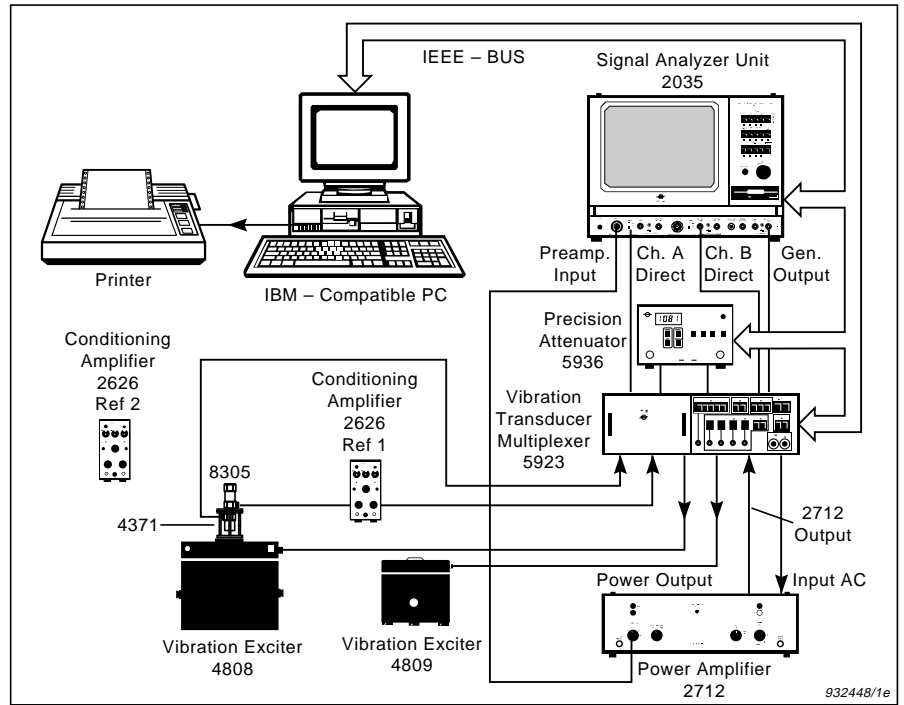 IEEE – BUS
Signal Analyzer Unit
2035
Printer
IBM – Compatible PC
Preamp.
Input
Ch. A
Direct
Ch. B
Direct
Gen.
Output
Precision
Attenuator
5936
Conditioning
Amplifier
2626
Ref 2
Conditioning
Amplifier
2626
Ref 1
Vibration
Transducer
Multiplexer
5923
8305
4371
2712
Output
Power Output
Input AC
Vibration Exciter
4808
Vibration Exciter
4809
Power Amplifier
2712
932448/1e